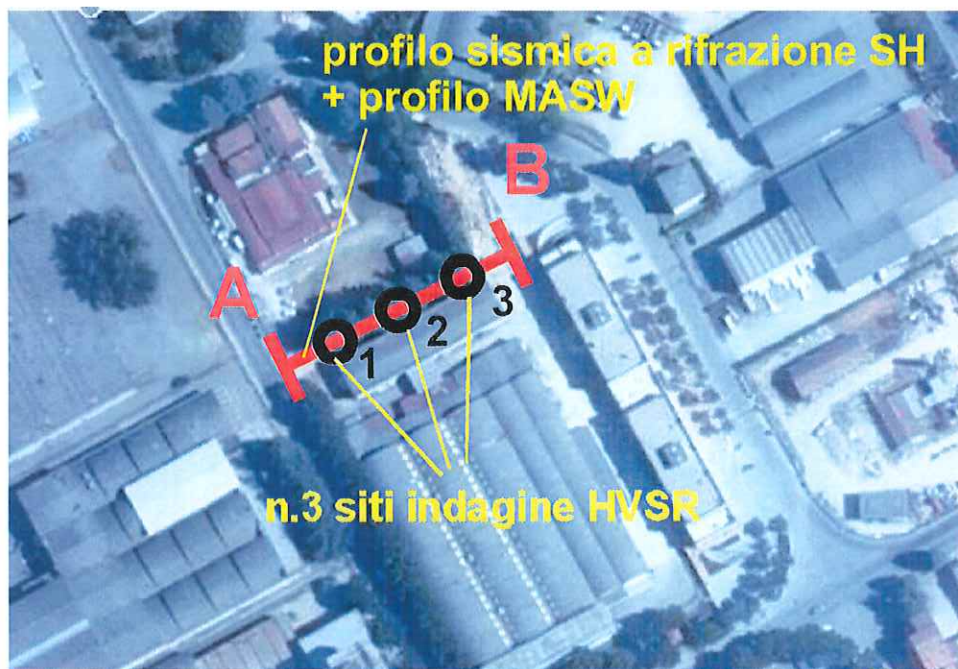 profilo sismica a rifrazione SH
+ profilo MASW
B
A
3
2
1
n.3 siti indagine HVSR